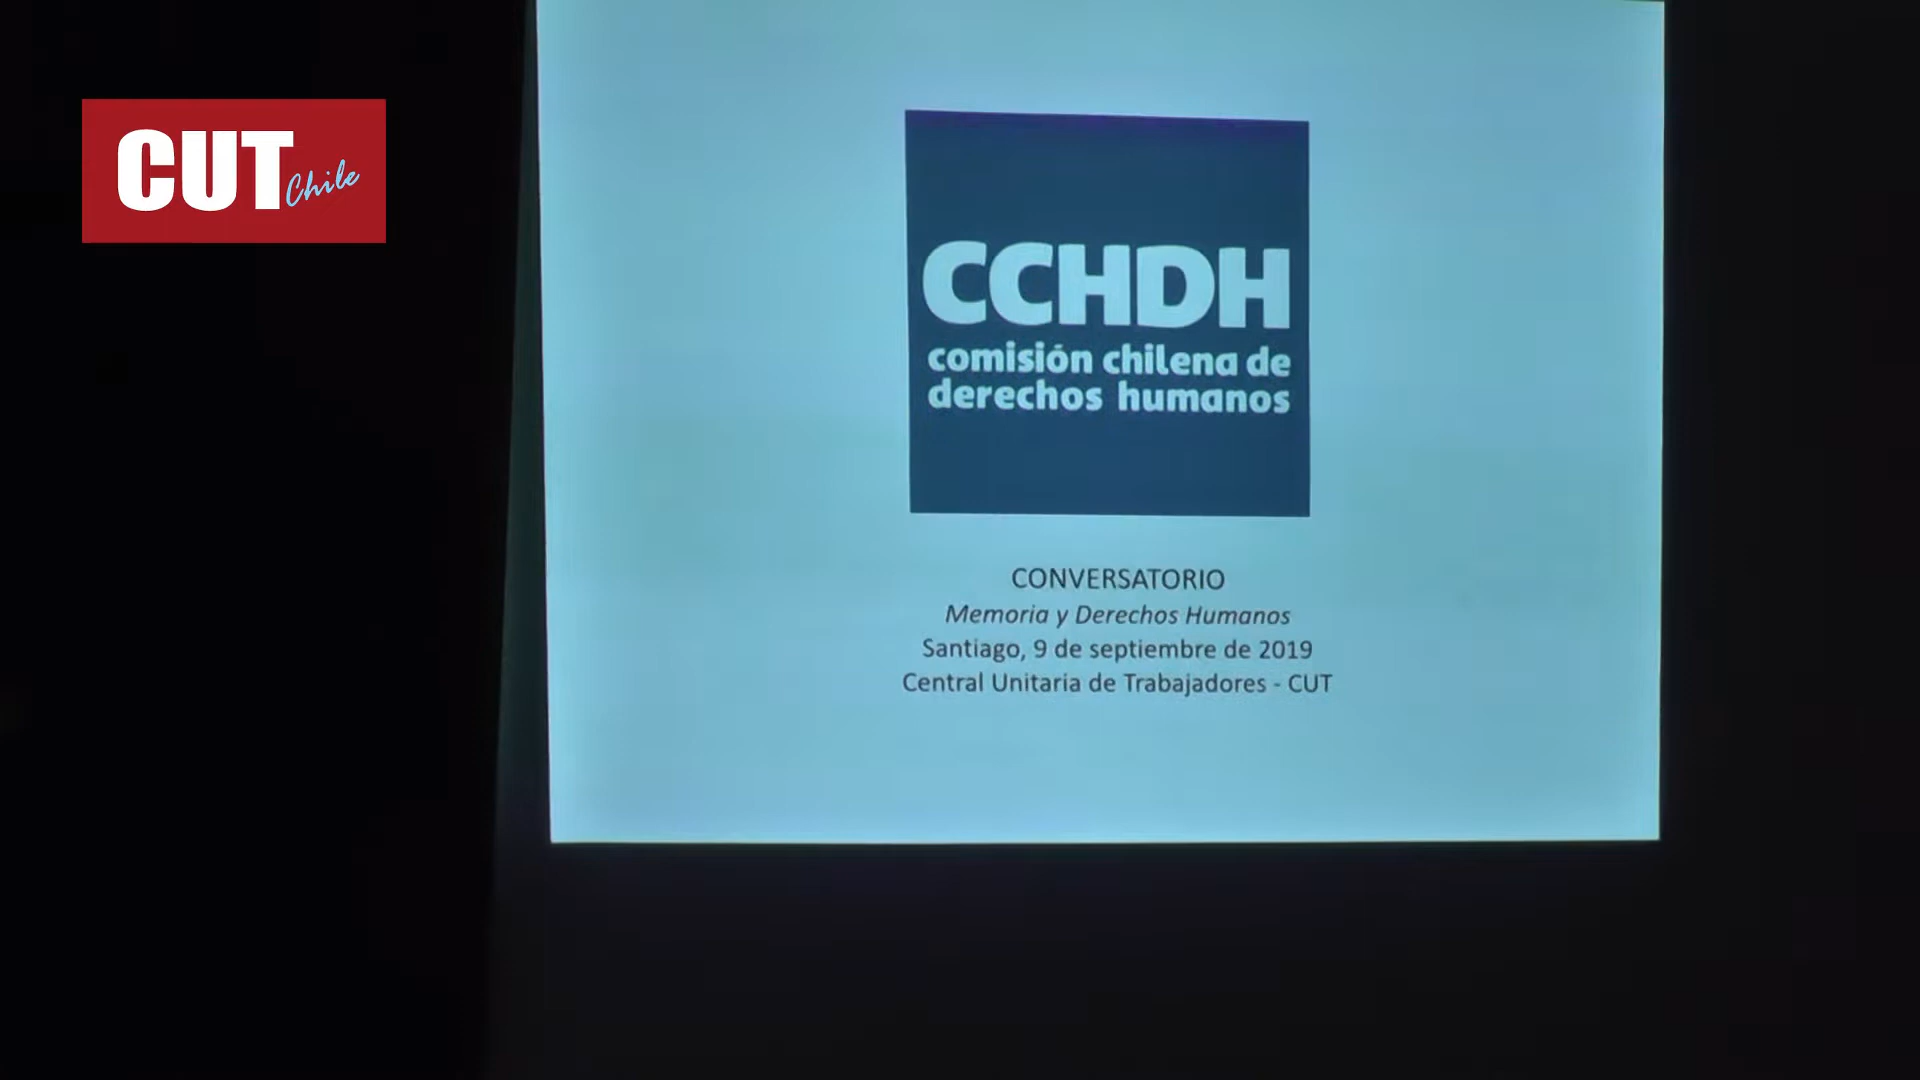 CUT
Chile
CCHDH
comisión chilena de
derechos humanos
CONVERSATORIO
Memoria y Derechos Humanos
Santiago, 9 de septiembre de 2019
Central Unitaria de Trabajadores - CUT